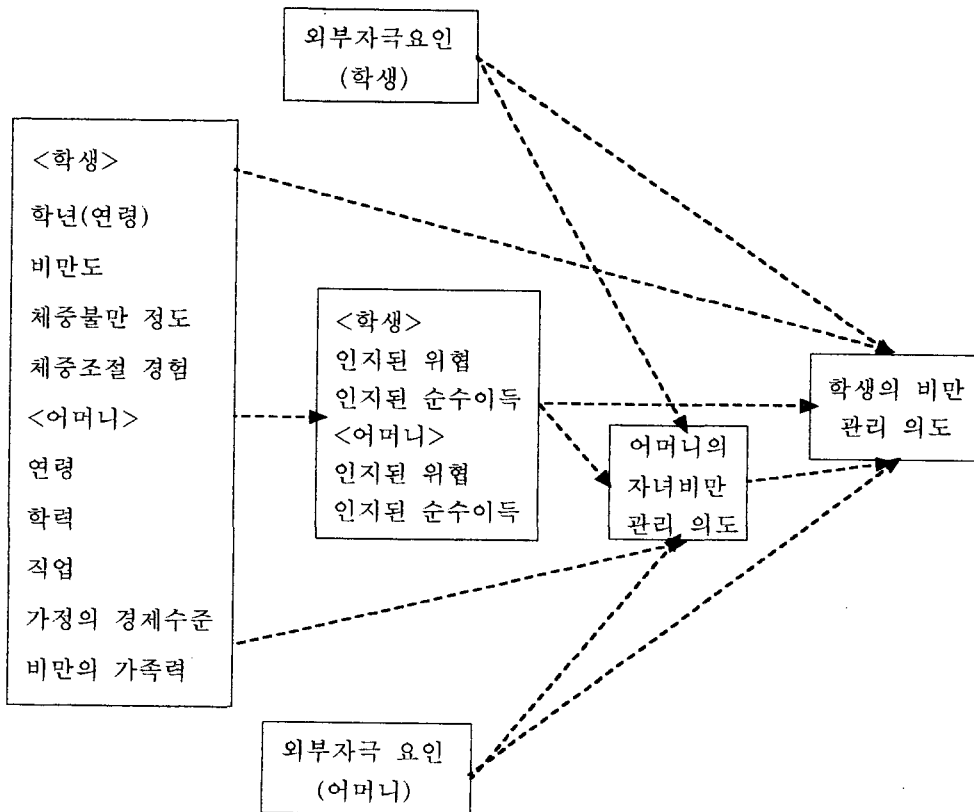 외부자극요인
(학생)
<학생>
학년(연령)
비만도
체중불만 정도
체중조절 경험
<어머니>
연령
학력
직업
가정의 경제수준
비만의 가족력
<학생>
인지된 위협
인지된 순수이득
<어머니>
인지된 위협
인지된 순수이득
어머니의
자녀비만
관리 의도
학생의 비만
관리 의도
외부자극 요인
(어머니)